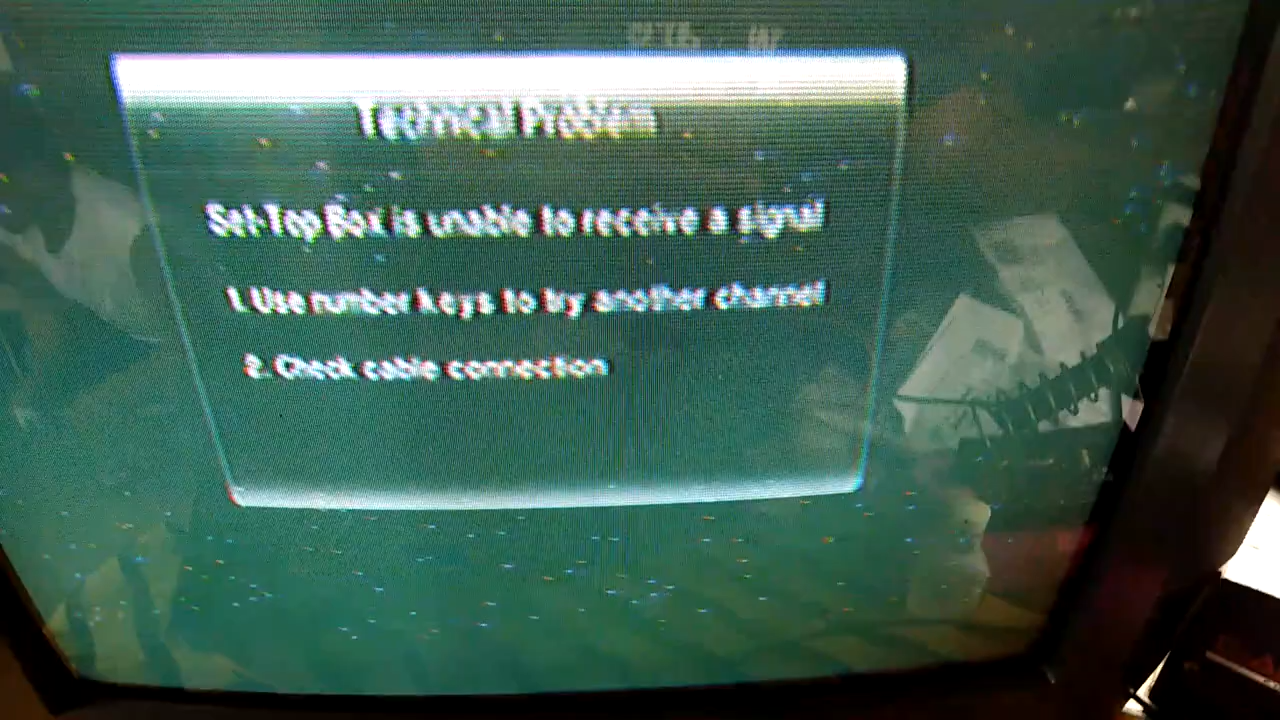 Technical Problem
Set-Top Box is unable to receive a signal
1. Use number keys to try another channel
2. Check cable connection